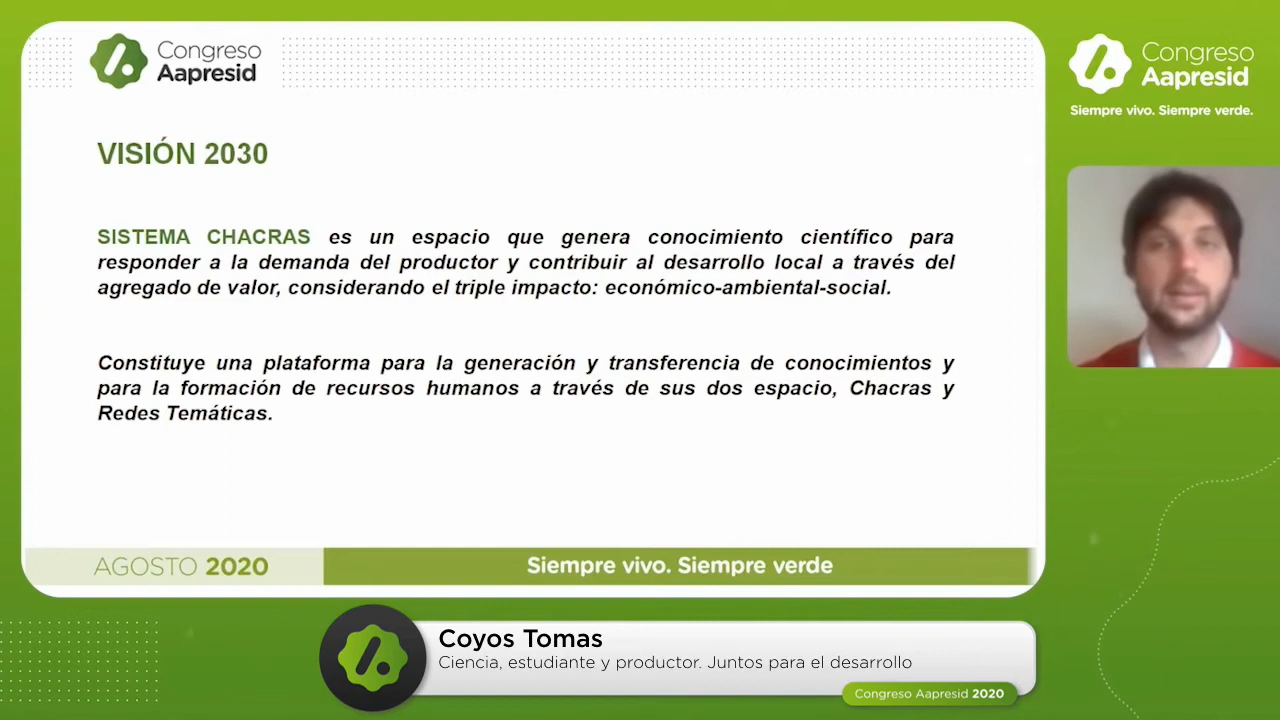 Congreso
Aapresid
Congreso
Aapresid
Siempre vivo. Siempre verde.
VISIÓN 2030
SISTEMA CHACRAS es un espacio que genera conocimiento científico para
responder a la demanda del productor y contribuir al desarrollo local a través del
agregado de valor, considerando el triple impacto: económico-ambiental-social.
Constituye una plataforma para la generación y transferencia de conocimientos y
para la formación de recursos humanos a través de sus dos espacio, Chacras y
Redes Temáticas.
AGOSTO 2020
Siempre vivo. Siempre verde
Coyos Tomas
Ciencia, estudiante y productor. Juntos para el desarrollo
Congreso Aapresid 2020